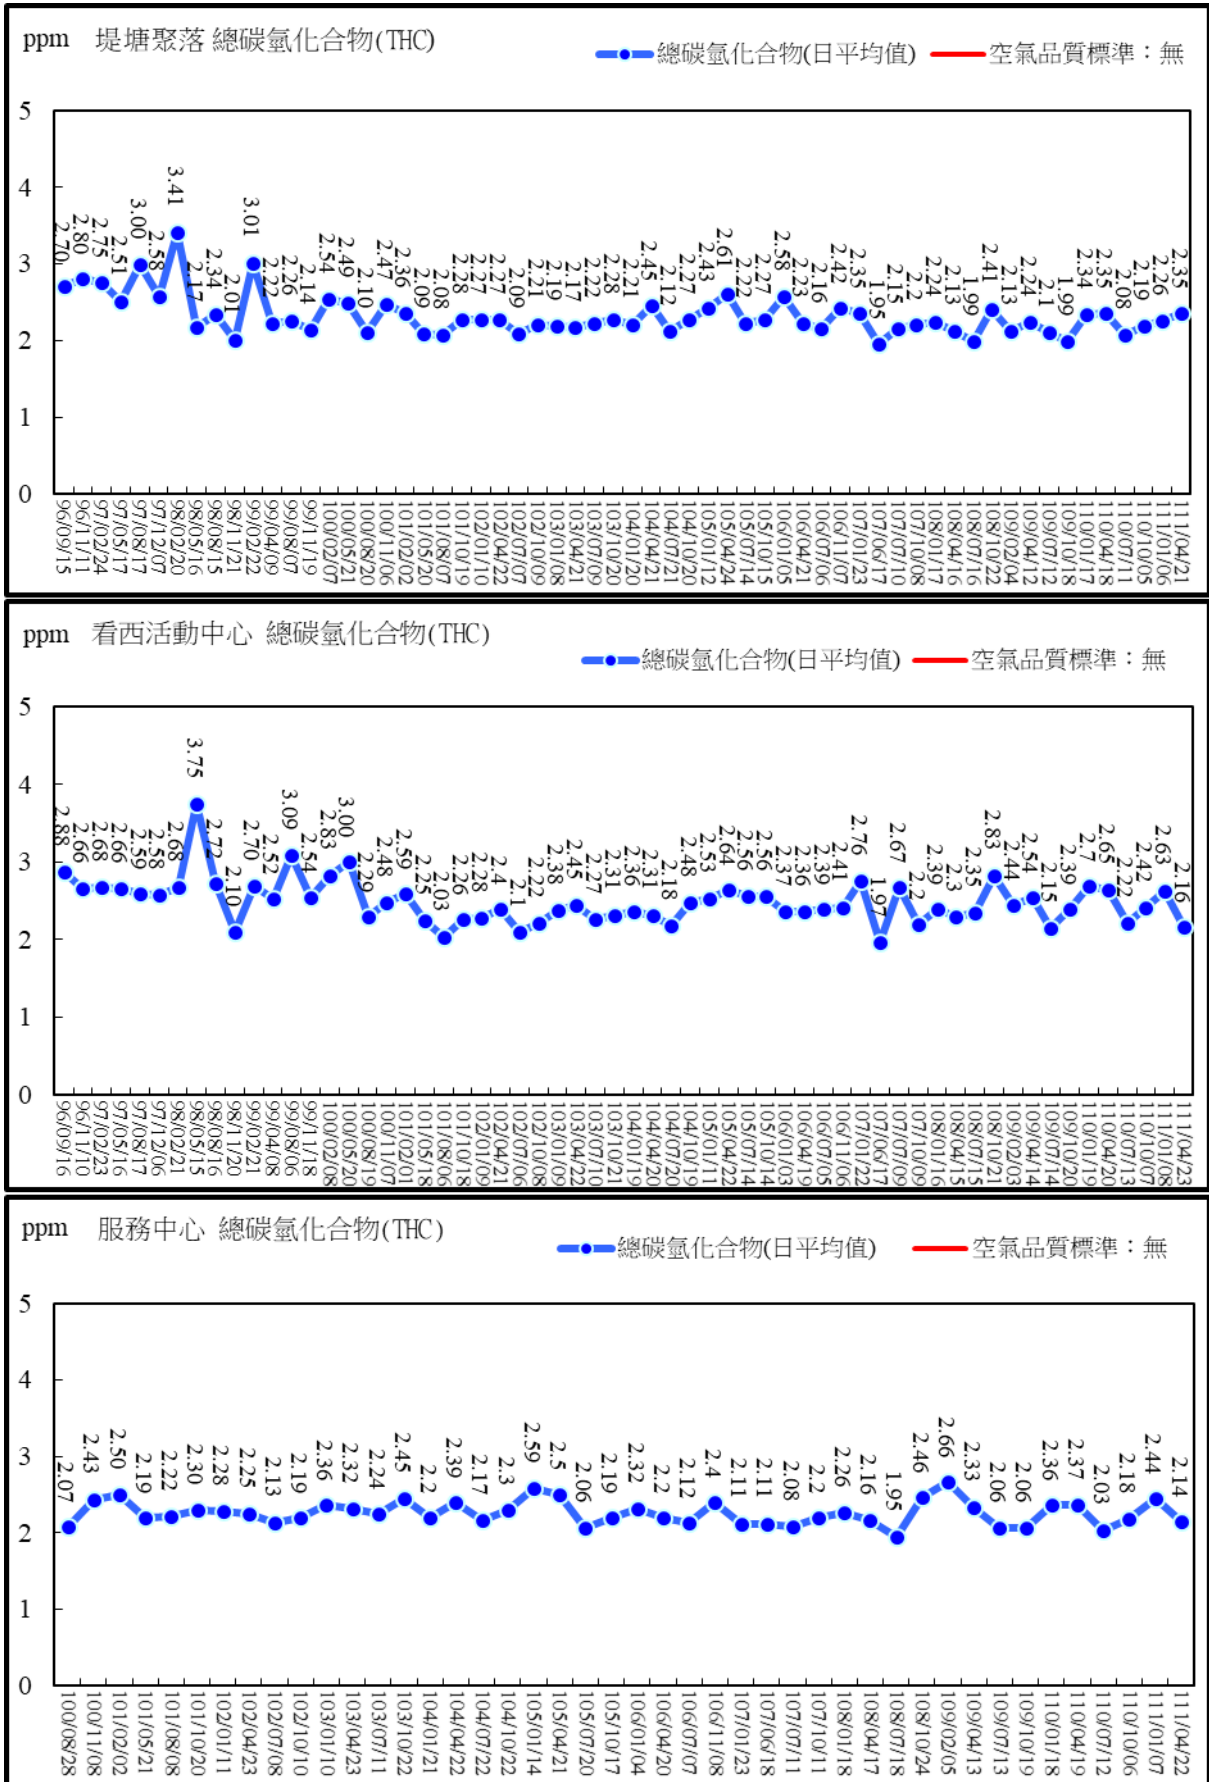 ppm 堤塘聚落 總碳氫化合物(THC)
總碳氫化合物(日平均值) 空氣品質標準：無
5
4
3
2
1
0
2.70 2.80 2.75 2.51 3.00 2.58 3.41 2.17 2.34 2.01 3.01 2.22 2.26 2.14 2.54 2.49 2.10 2.47 2.36 2.09 2.08 2.28 2.27 2.27 2.09 2.21 2.19 2.17 2.22 2.28 2.21 2.45 2.12 2.27 2.43 2.61 2.22 2.27 2.58 2.23 2.16 2.42 2.35 1.95 2.15 2.2 2.24 2.13 1.99 2.41 2.13 2.24 2.1 1.99 2.34 2.35 2.08 2.19 2.26 2.35
96/09/15 96/11/11 97/02/24 97/05/17 97/08/17 97/12/07 98/02/20 98/05/16 98/08/15 98/11/21 99/02/22 99/04/09 99/08/07 99/11/19 100/02/07 100/05/21 100/08/20 100/11/06 101/02/02 101/05/20 101/08/07 101/10/19 102/01/10 102/04/22 102/07/07 102/10/09 103/01/08 103/04/21 103/07/09 103/10/20 104/01/20 104/04/21 104/07/21 104/10/20 105/01/12 105/04/24 105/07/14 105/10/15 106/01/05 106/04/21 106/07/06 106/11/07 107/01/23 107/06/17 107/07/10 107/10/08 108/01/17 108/04/16 108/07/16 108/10/22 109/02/04 109/04/12 109/07/12 109/10/18 110/01/17 110/04/18 110/07/11 110/10/05 111/01/06 111/04/21
ppm 看西活動中心 總碳氫化合物(THC)
總碳氫化合物(日平均值) 空氣品質標準：無
5
4
3
2
1
0
2.88 2.66 2.68 2.66 2.59 2.58 2.68 3.75 2.72 2.10 2.70 2.52 3.09 2.54 2.83 3.00 2.29 2.48 2.59 2.25 2.03 2.26 2.28 2.4 2.1 2.22 2.38 2.45 2.27 2.31 2.36 2.31 2.18 2.48 2.53 2.64 2.56 2.56 2.37 2.36 2.39 2.41 2.76 1.97 2.67 2.2 2.39 2.3 2.35 2.83 2.44 2.54 2.15 2.39 2.7 2.65 2.22 2.42 2.63 2.16
96/09/16 96/11/10 97/02/23 97/05/16 97/08/17 97/12/06 98/02/21 98/05/15 98/08/16 98/11/20 99/02/21 99/04/08 99/08/06 99/11/18 100/02/08 100/05/20 100/08/19 100/11/07 101/02/01 101/05/18 101/08/06 101/10/18 102/01/09 102/04/21 102/07/06 102/10/08 103/01/09 103/04/22 103/07/10 103/10/21 104/01/19 104/04/20 104/07/20 104/10/19 105/01/11 105/04/22 105/07/14 105/10/14 106/01/03 106/04/19 106/07/05 106/11/06 107/01/22 107/06/17 107/07/09 107/10/09 108/01/16 108/04/15 108/07/15 108/10/21 109/02/03 109/04/14 109/07/14 109/10/20 110/01/19 110/04/20 110/07/13 110/10/07 111/01/08 111/04/23
ppm 服務中心 總碳氫化合物(THC)
總碳氫化合物(日平均值) 空氣品質標準：無
5
4
3
2
1
0
2.07 2.43 2.50 2.19 2.22 2.30 2.28 2.25 2.13 2.19 2.36 2.32 2.24 2.45 2.2 2.39 2.17 2.3 2.59 2.5 2.06 2.19 2.32 2.2 2.12 2.4 2.11 2.11 2.08 2.2 2.26 2.16 1.95 2.46 2.66 2.33 2.06 2.06 2.36 2.37 2.03 2.18 2.44 2.14
100/08/28 100/11/08 101/02/02 101/05/21 101/08/08 101/10/20 102/01/11 102/04/23 102/07/08 102/10/10 103/01/10 103/04/23 103/07/11 103/10/22 104/01/21 104/04/22 104/07/22 104/10/22 105/01/14 105/04/21 105/07/20 105/10/17 106/01/04 106/04/20 106/07/07 106/11/08 107/01/23 107/06/18 107/07/11 107/10/11 108/01/18 108/04/17 108/07/18 108/10/24 109/02/05 109/04/13 109/07/13 109/10/19 110/01/18 110/04/19 110/07/12 110/10/06 111/01/07 111/04/22